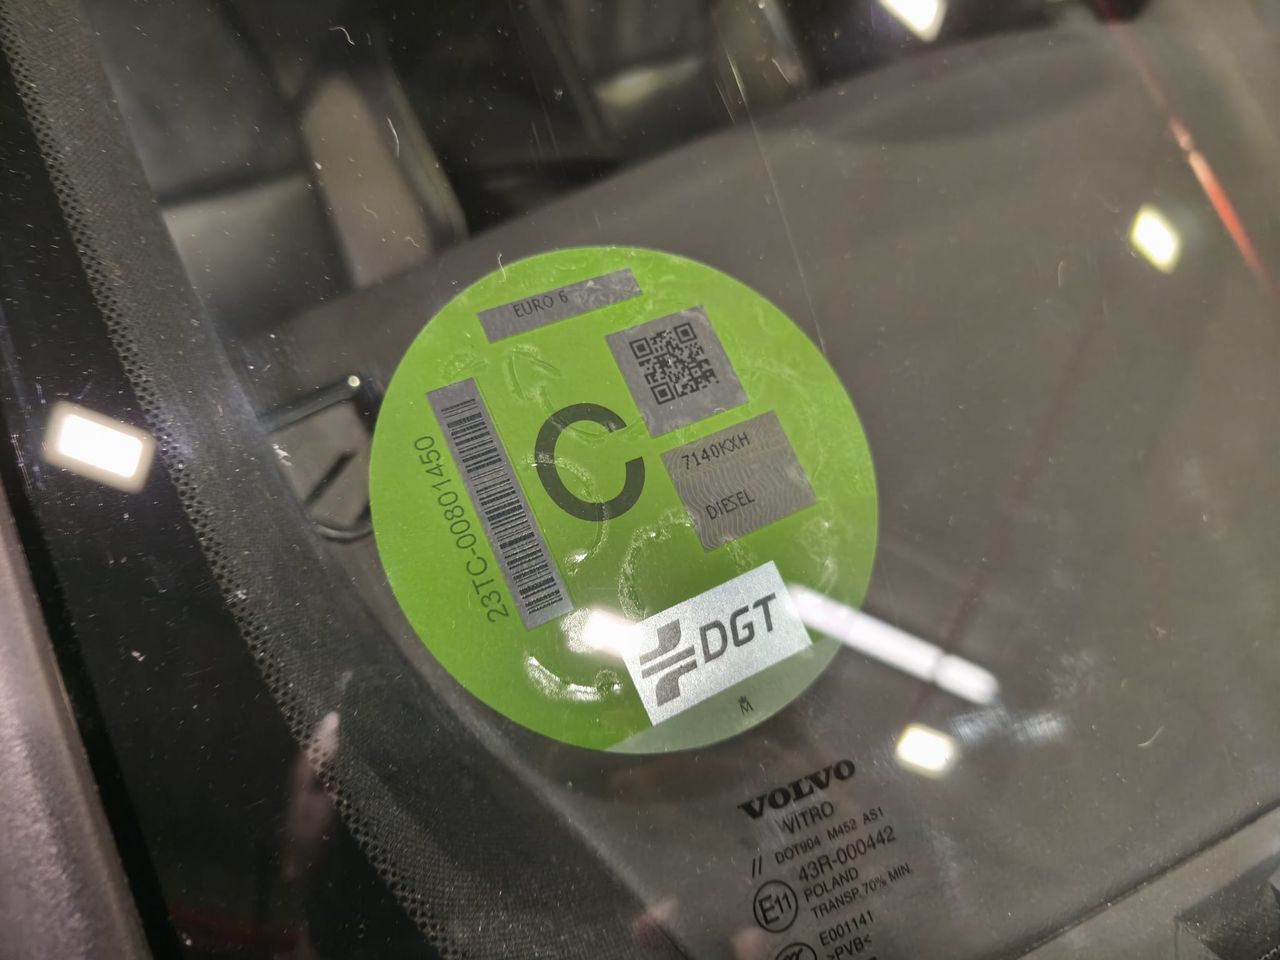 EURO 6
C
7140KXH
DIESEL
23TC-00801450
DGT
M
VOLVO
VITRO
// DOT904 M452 AS1
43R-000442
E11
POLAND
TRANSP. 70% MIN.
E001141
>PVB<